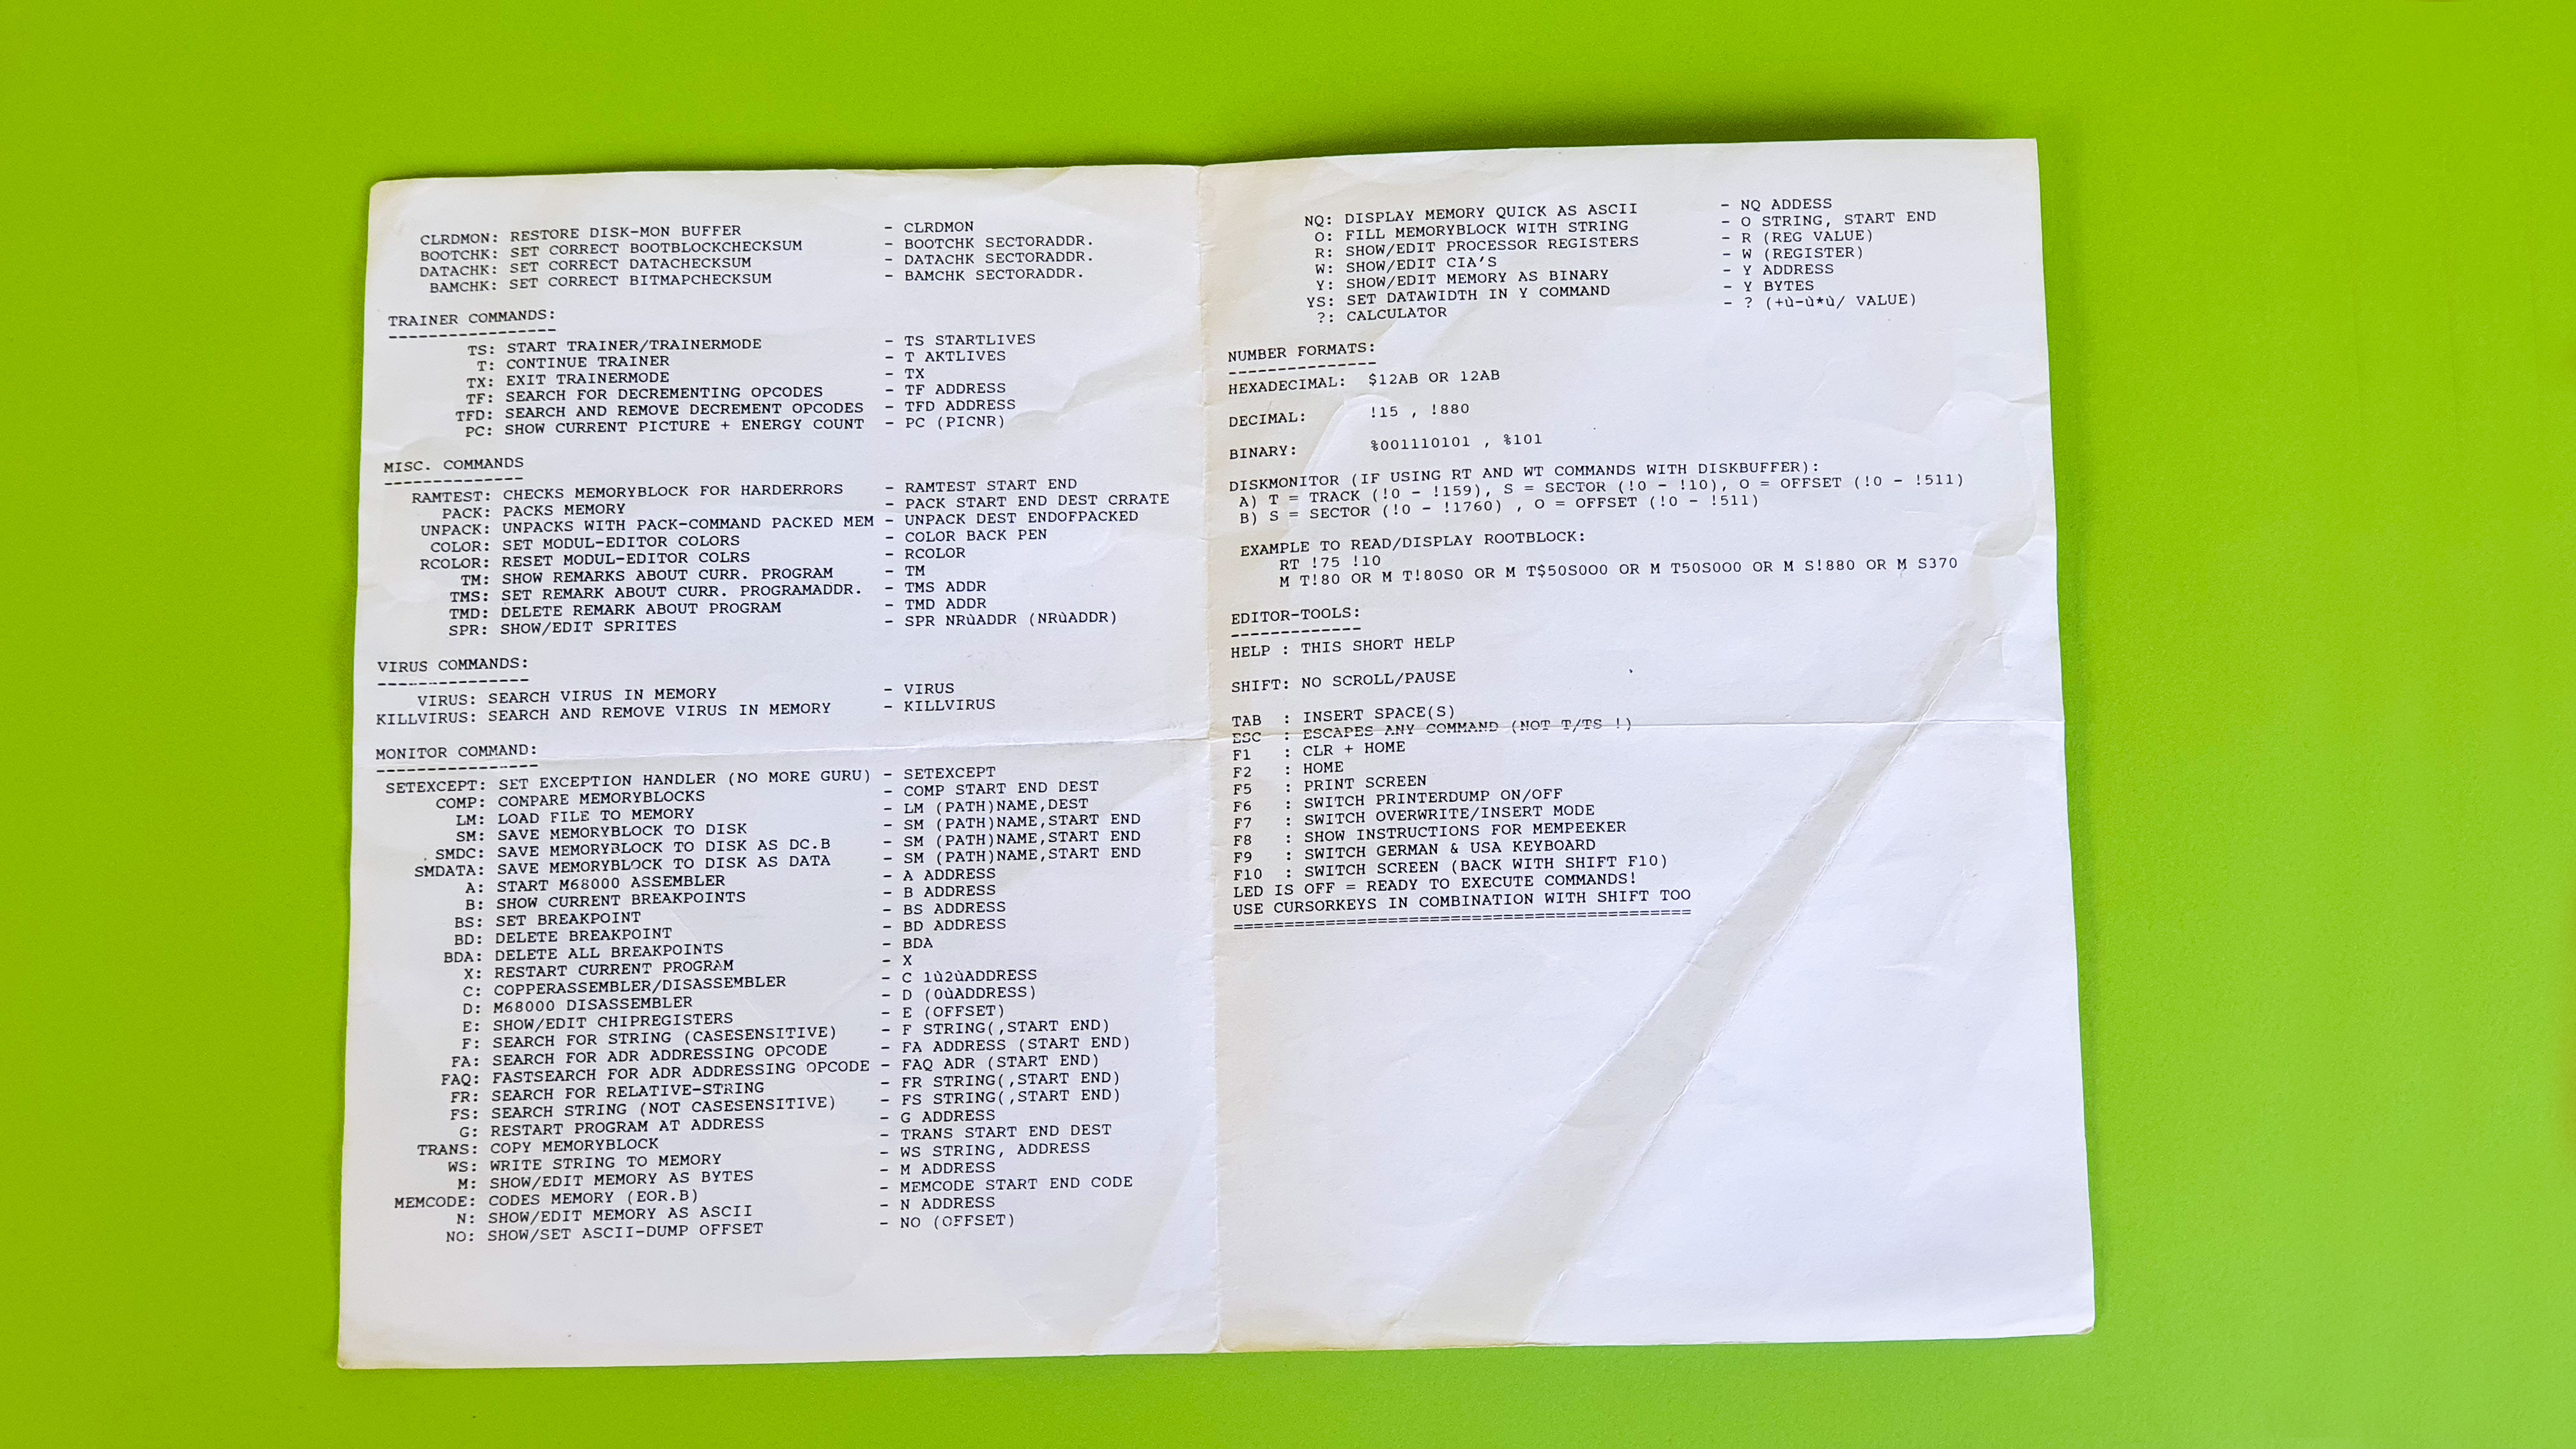 CLRDMON: RESTORE DISK-MON BUFFER - CLRDMON
BOOTCHK: SET CORRECT BOOTBLOCKCHECKSUM - BOOTCHK SECTORADDR.
DATACHK: SET CORRECT DATACHECKSUM - DATACHK SECTORADDR.
BAMCHK: SET CORRECT BITMAPCHECKSUM - BAMCHK SECTORADDR.
TRAINER COMMANDS:
-----------------
TS: START TRAINER/TRAINERMODE - TS STARTLIVES
T: CONTINUE TRAINER - T AKTLIVES
TX: EXIT TRAINERMODE - TX
TF: SEARCH FOR DECREMENTING OPCODES - TF ADDRESS
TFD: SEARCH AND REMOVE DECREMENT OPCODES - TFD ADDRESS
PC: SHOW CURRENT PICTURE + ENERGY COUNT - PC (PICNR)
MISC. COMMANDS
--------------
RAMTEST: CHECKS MEMORYBLOCK FOR HARDERRORS - RAMTEST START END
PACK: PACKS MEMORY - PACK START END DEST CRRATE
UNPACK: UNPACKS WITH PACK-COMMAND PACKED MEM - UNPACK DEST ENDOFPACKED
COLOR: SET MODUL-EDITOR COLORS - COLOR BACK PEN
RCOLOR: RESET MODUL-EDITOR COLRS - RCOLOR
TM: SHOW REMARKS ABOUT CURR. PROGRAM - TM
TMS: SET REMARK ABOUT CURR. PROGRAMADDR. - TMS ADDR
TMD: DELETE REMARK ABOUT PROGRAM - TMD ADDR
SPR: SHOW/EDIT SPRITES - SPR NRùADDR (NRùADDR)
VIRUS COMMANDS:
---------------
VIRUS: SEARCH VIRUS IN MEMORY - VIRUS
KILLVIRUS: SEARCH AND REMOVE VIRUS IN MEMORY - KILLVIRUS
MONITOR COMMAND:
----------------
SETEXCEPT: SET EXCEPTION HANDLER (NO MORE GURU) - SETEXCEPT
COMP: COMPARE MEMORYBLOCKS - COMP START END DEST
LM: LOAD FILE TO MEMORY - LM (PATH)NAME,DEST
SM: SAVE MEMORYBLOCK TO DISK - SM (PATH)NAME,START END
SMDC: SAVE MEMORYBLOCK TO DISK AS DC.B - SM (PATH)NAME,START END
SMDATA: SAVE MEMORYBLOCK TO DISK AS DATA - SM (PATH)NAME,START END
A: START M68000 ASSEMBLER - A ADDRESS
B: SHOW CURRENT BREAKPOINTS - B ADDRESS
BS: SET BREAKPOINT - BS ADDRESS
BD: DELETE BREAKPOINT - BD ADDRESS
BDA: DELETE ALL BREAKPOINTS - BDA
X: RESTART CURRENT PROGRAM - X
C: COPPERASSEMBLER/DISASSEMBLER - C 1ù2ùADDRESS
D: M68000 DISASSEMBLER - D (0ùADDRESS)
E: SHOW/EDIT CHIPREGISTERS - E (OFFSET)
F: SEARCH FOR STRING (CASESENSITIVE) - F STRING(,START END)
FA: SEARCH FOR ADR ADDRESSING OPCODE - FA ADDRESS (START END)
FAQ: FASTSEARCH FOR ADR ADDRESSING OPCODE - FAQ ADR (START END)
FR: SEARCH FOR RELATIVE-STRING - FR STRING(,START END)
FS: SEARCH STRING (NOT CASESENSITIVE) - FS STRING(,START END)
G: RESTART PROGRAM AT ADDRESS - G ADDRESS
TRANS: COPY MEMORYBLOCK - TRANS START END DEST
WS: WRITE STRING TO MEMORY - WS STRING, ADDRESS
M: SHOW/EDIT MEMORY AS BYTES - M ADDRESS
MEMCODE: CODES MEMORY (EOR.B) - MEMCODE START END CODE
N: SHOW/EDIT MEMORY AS ASCII - N ADDRESS
NO: SHOW/SET ASCII-DUMP OFFSET - NO (OFFSET)
NQ: DISPLAY MEMORY QUICK AS ASCII - NQ ADDESS
O: FILL MEMORYBLOCK WITH STRING - O STRING, START END
R: SHOW/EDIT PROCESSOR REGISTERS - R (REG VALUE)
W: SHOW/EDIT CIA'S - W (REGISTER)
Y: SHOW/EDIT MEMORY AS BINARY - Y ADDRESS
YS: SET DATAWIDTH IN Y COMMAND - Y BYTES
?: CALCULATOR - ? (+ù-ù*ù/ VALUE)
NUMBER FORMATS:
---------------
HEXADECIMAL: $12AB OR 12AB
DECIMAL: !15 , !880
BINARY: %001110101 , %101
DISKMONITOR (IF USING RT AND WT COMMANDS WITH DISKBUFFER):
A) T = TRACK (!0 - !159), S = SECTOR (!0 - !10), O = OFFSET (!0 - !511)
B) S = SECTOR (!0 - !1760) , O = OFFSET (!0 - !511)
EXAMPLE TO READ/DISPLAY ROOTBLOCK:
RT !75 !10
M T!80 OR M T!80S0 OR M T$50S0O0 OR M T50S0O0 OR M S!880 OR M S370
EDITOR-TOOLS:
-------------
HELP : THIS SHORT HELP
SHIFT: NO SCROLL/PAUSE
TAB : INSERT SPACE(S)
ESC : ESCAPES ANY COMMAND (NOT T/TS !)
F1 : CLR + HOME
F2 : HOME
F5 : PRINT SCREEN
F6 : SWITCH PRINTERDUMP ON/OFF
F7 : SWITCH OVERWRITE/INSERT MODE
F8 : SHOW INSTRUCTIONS FOR MEMPEEKER
F9 : SWITCH GERMAN & USA KEYBOARD
F10 : SWITCH SCREEN (BACK WITH SHIFT F10)
LED IS OFF = READY TO EXECUTE COMMANDS!
USE CURSORKEYS IN COMBINATION WITH SHIFT TOO
============================================